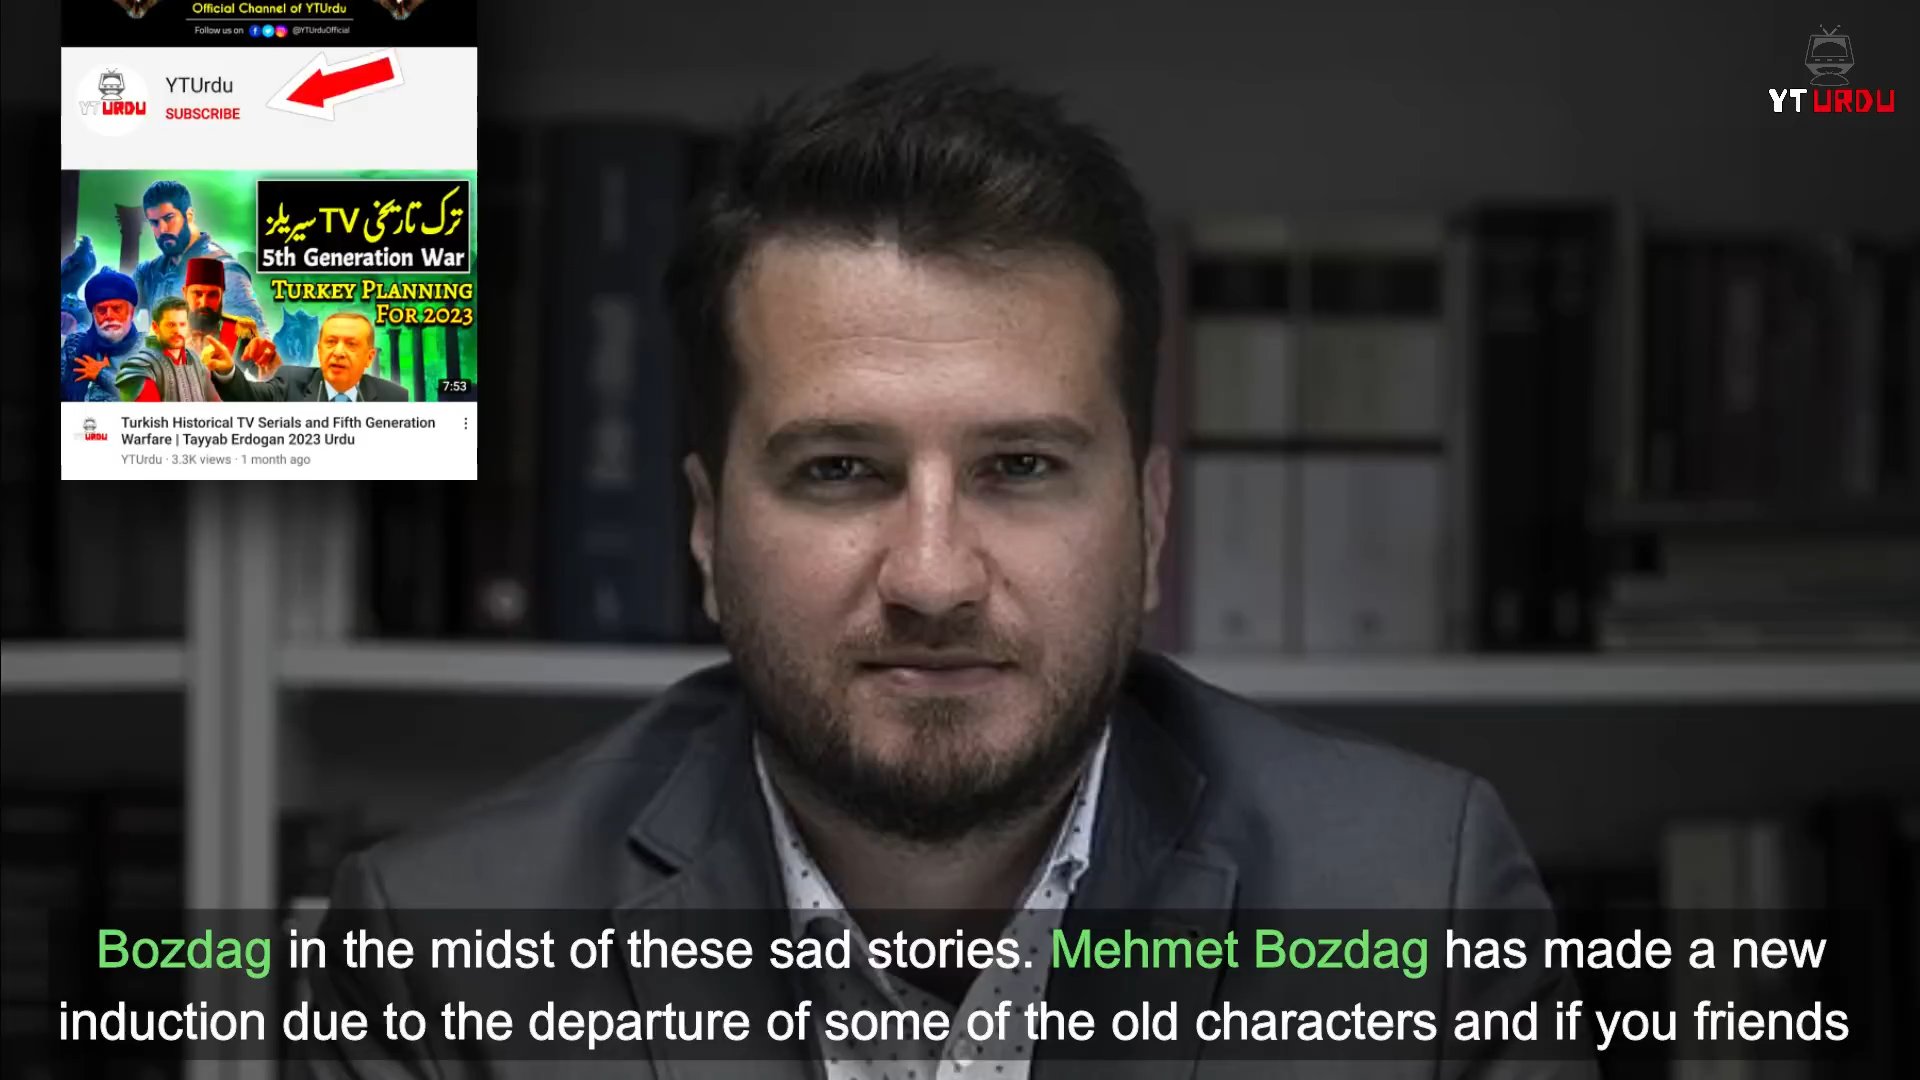 Official Channel of YTUrdu
Follow us on @YTUrduOfficial
YTUrdu
SUBSCRIBE
YT URDU
YT URDU
ترک تاریخی TV سیریلز
5th Generation War
TURKEY PLANNING
FOR 2023
7:53
Turkish Historical TV Serials and Fifth Generation
Warfare | Tayyab Erdogan 2023 Urdu
YTUrdu · 3.3K views · 1 month ago
URDU
Bozdag in the midst of these sad stories. Mehmet Bozdag has made a new
induction due to the departure of some of the old characters and if you friends